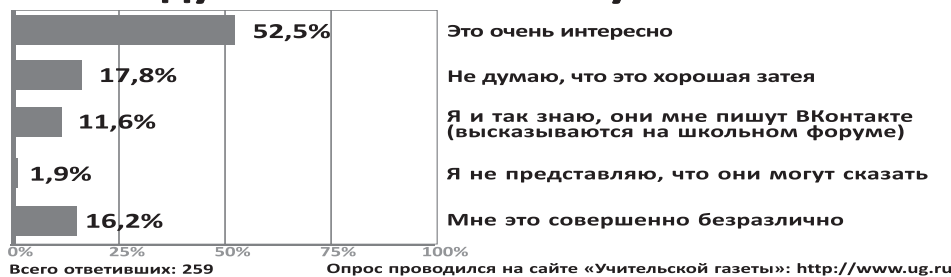 52,5% Это очень интересно
17,8% Не думаю, что это хорошая затея
11,6% Я и так знаю, они мне пишут ВКонтакте
(высказываются на школьном форуме)
1,9% Я не представляю, что они могут сказать
16,2% Мне это совершенно безразлично
0% 25% 50% 75% 100%
Всего ответивших: 259 Опрос проводился на сайте «Учительской газеты»: http://www.ug.ru